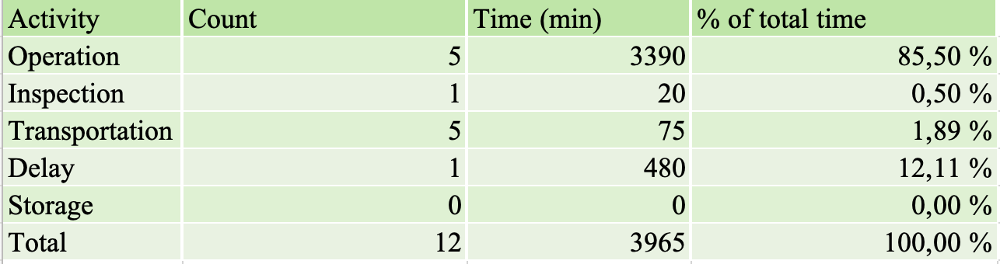 Activity Count Time (min) % of total time
Operation 5 3390 85,50 %
Inspection 1 20 0,50 %
Transportation 5 75 1,89 %
Delay 1 480 12,11 %
Storage 0 0 0,00 %
Total 12 3965 100,00 %